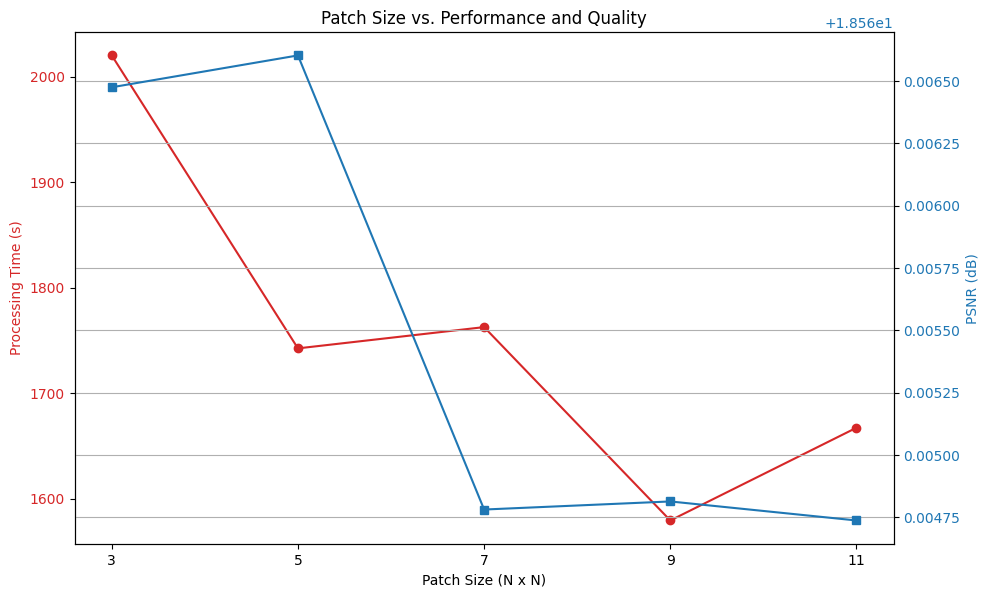 Patch Size vs. Performance and Quality
+1.856e1
2000
1900
1800
1700
1600
Processing Time (s)
0.00650
0.00625
0.00600
0.00575
0.00550
0.00525
0.00500
0.00475
PSNR (dB)
3 5 7 9 11
Patch Size (N x N)